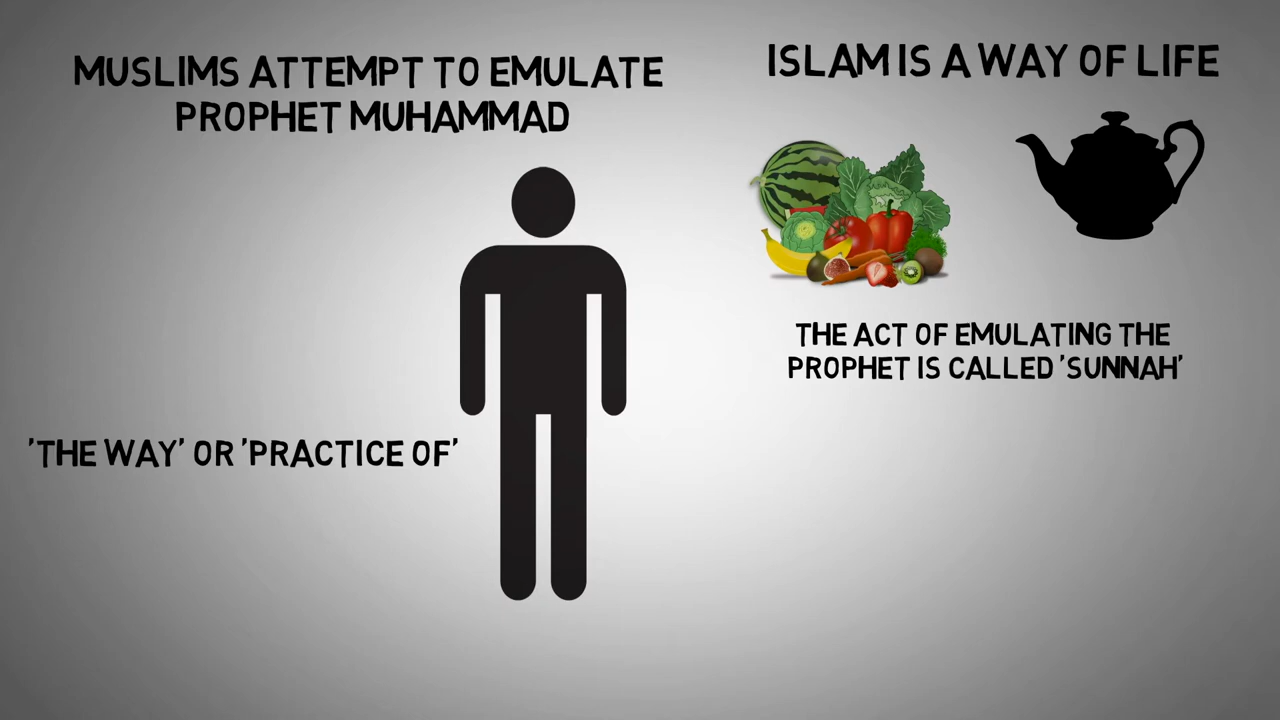 MUSLIMS ATTEMPT TO EMULATE
PROPHET MUHAMMAD
ISLAM IS A WAY OF LIFE
THE ACT OF EMULATING THE
PROPHET IS CALLED 'SUNNAH'
'THE WAY' OR 'PRACTICE OF'